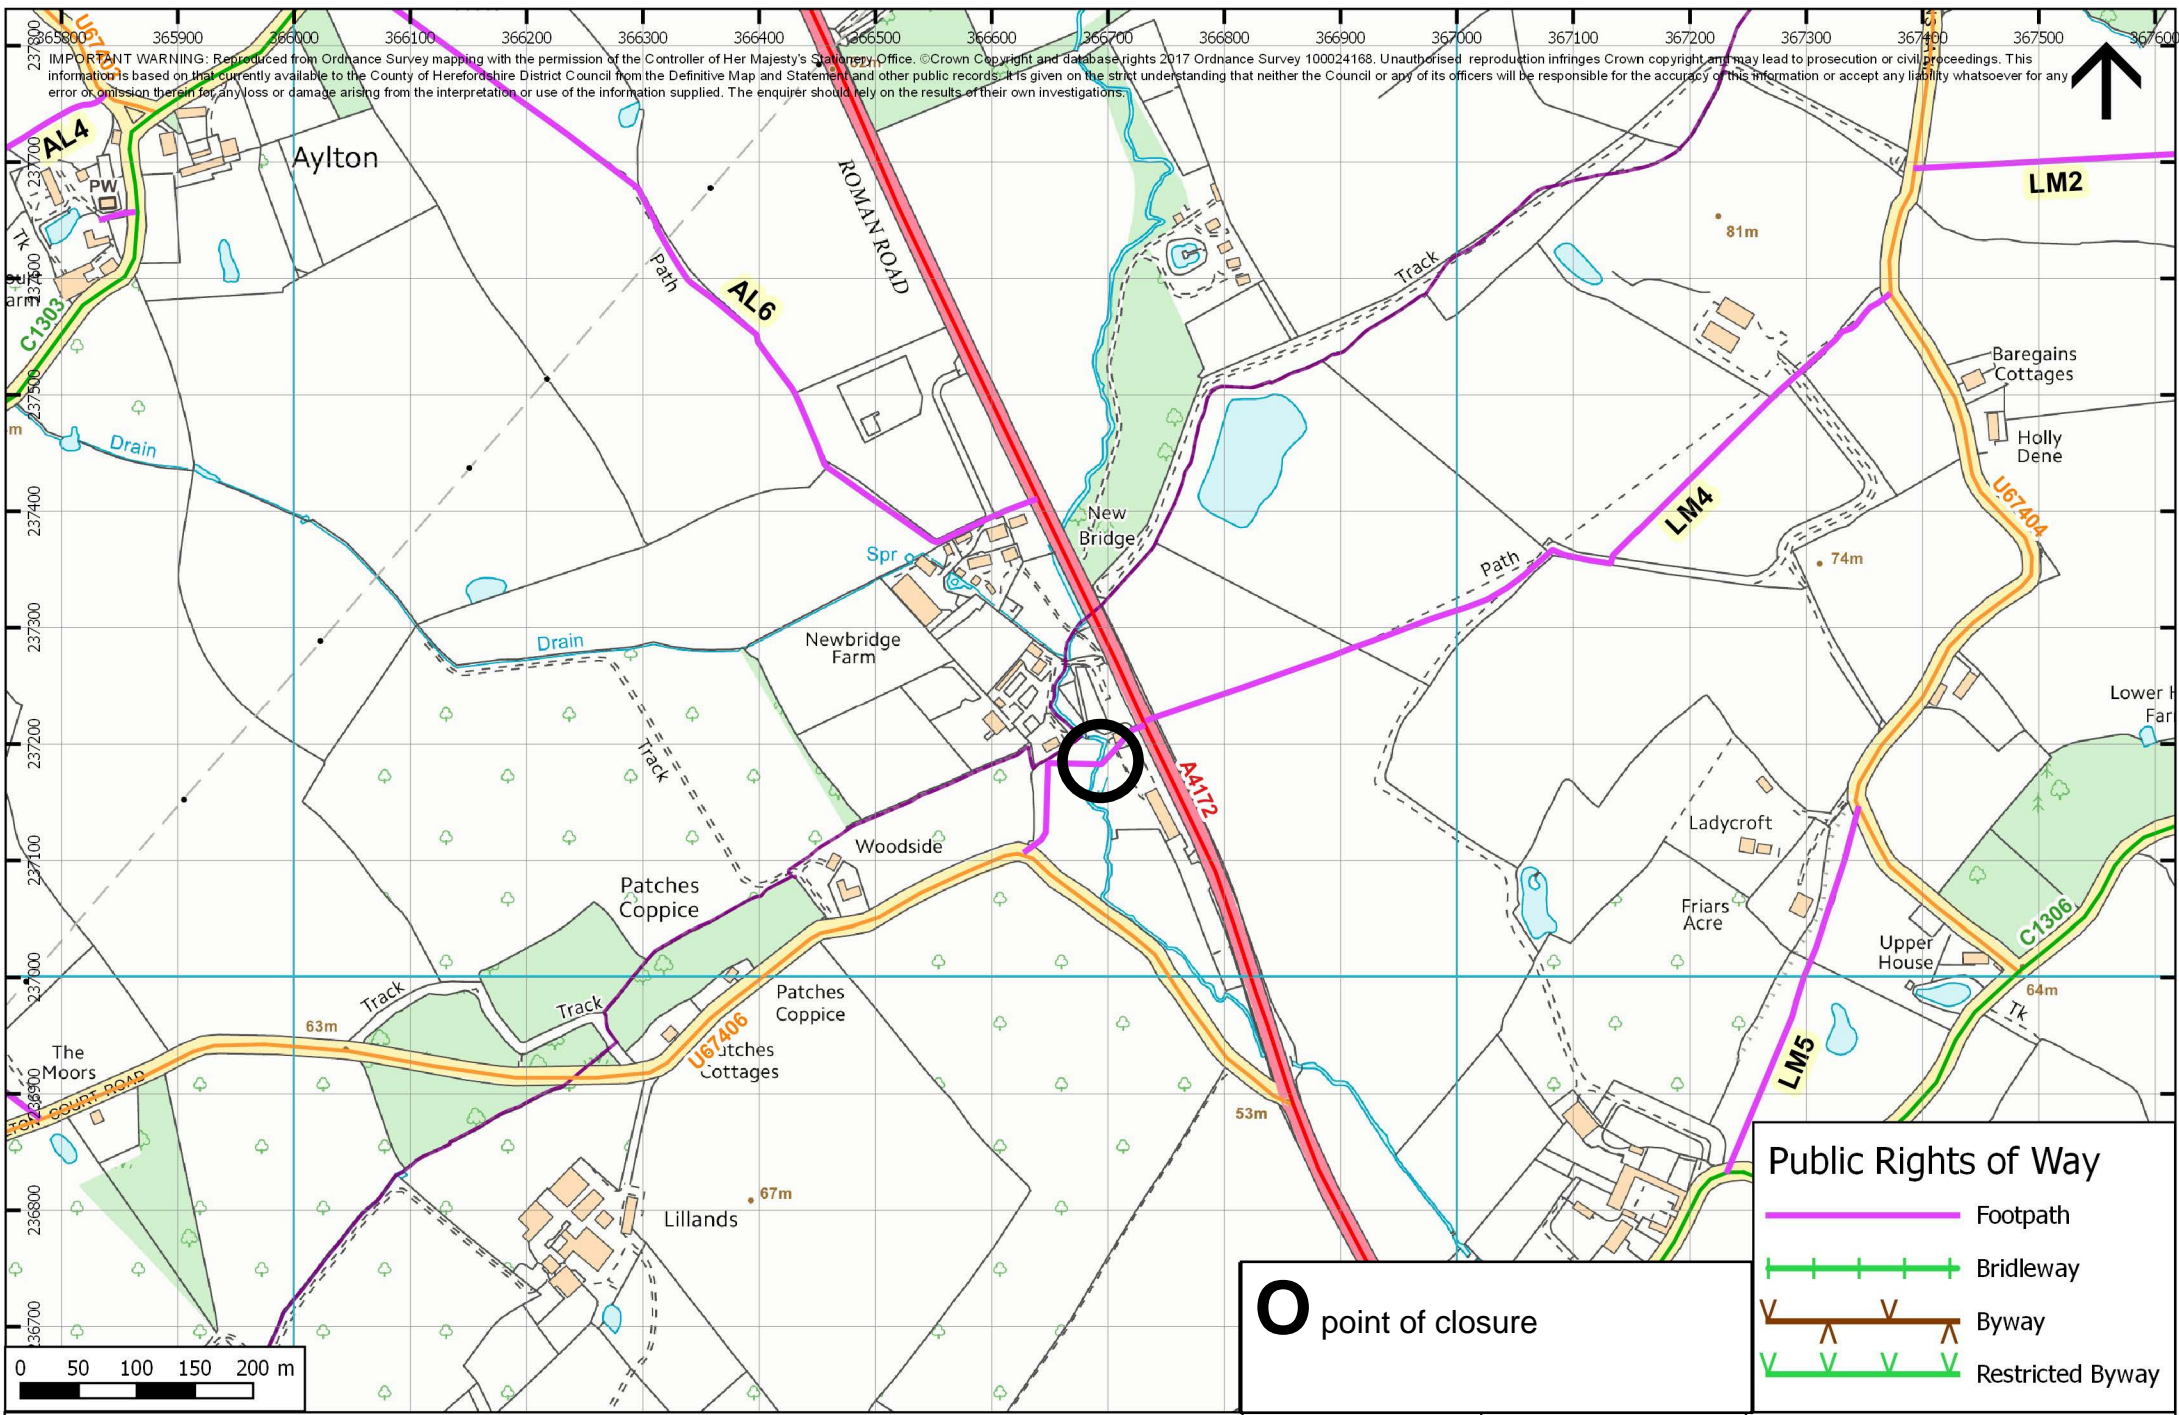 365800 365900 366000 366100 366200 366300 366400 366500 366600 366700 366800 366900 367000 367100 367200 367300 367400 367500 367600
IMPORTANT WARNING: Reproduced from Ordnance Survey mapping with the permission of the Controller of Her Majesty's Stationery Office. ©Crown Copyright and database rights 2017 Ordnance Survey 100024168. Unauthorised reproduction infringes Crown copyright and may lead to prosecution or civil proceedings. This
information is based on that currently available to the County of Herefordshire District Council from the Definitive Map and Statement and other public records. It is given on the strict understanding that neither the Council or any of its officers will be responsible for the accuracy of this information or accept any liability whatsoever for any
error or omission therein for any loss or damage arising from the interpretation or use of the information supplied. The enquirer should rely on the results of their own investigations.
237800
237700
237600
237500
237400
237300
237200
237100
237000
236900
236800
236700
U67403
AL4
Aylton
PW
Tk
C1303
Drain
Path
AL6
ROMAN ROAD
52m
LM2
81m
Track
Baregains
Cottages
Holly
Dene
U67404
LM4
New
Bridge
Spr
Path
74m
Drain
Newbridge
Farm
Track
A4172
Lower
Ladycroft
Woodside
Patches
Coppice
Friars
Acre
Upper
House
C1306
64m
Tk
Track
Track
Patches
Coppice
63m
U67406
Cottages
The
Moors
COURT ROAD
53m
LM5
67m
Lillands
Public Rights of Way
Footpath
Bridleway
Byway
Restricted Byway
O point of closure
0 50 100 150 200 m